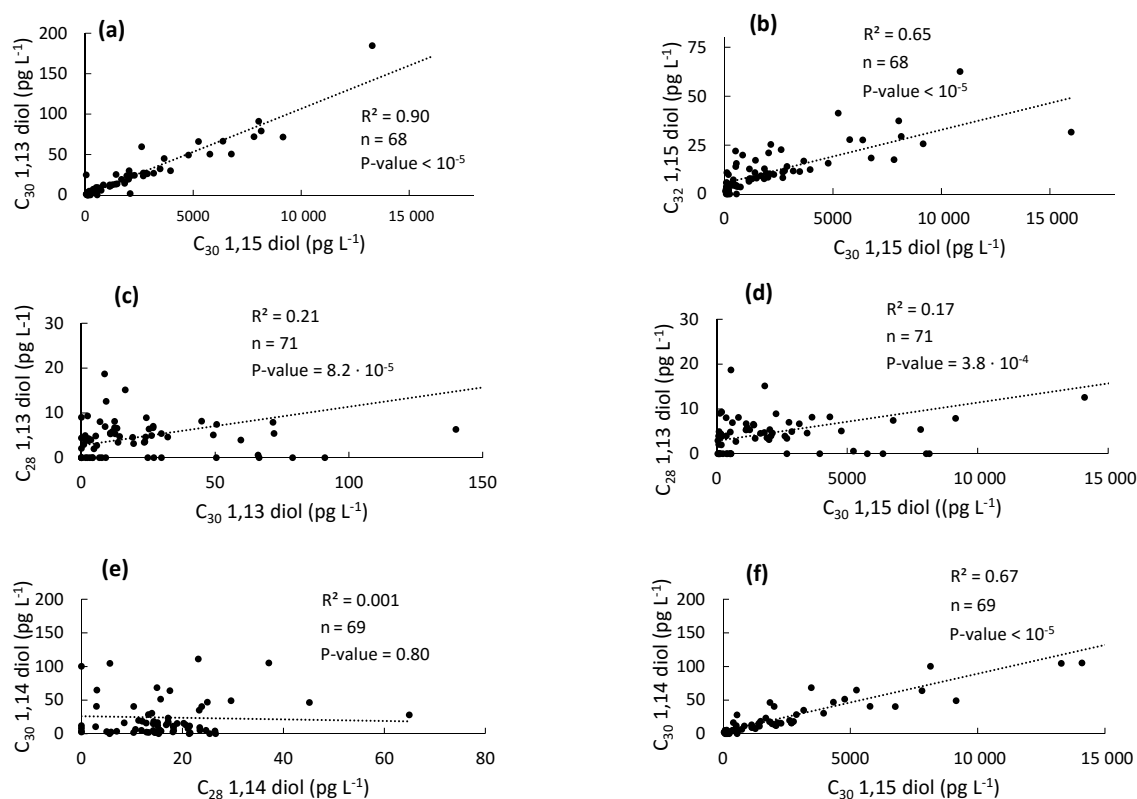 (a)
C₃₀ 1,13 diol (pg L⁻¹)
200
150
100
50
0
R² = 0.90
n = 68
P-value < 10⁻⁵
0
5000
10 000
15 000
C₃₀ 1,15 diol (pg L⁻¹)
(b)
C₃₂ 1,15 diol (pg L⁻¹)
75
50
25
0
R² = 0.65
n = 68
P-value < 10⁻⁵
0
5000
10 000
15 000
C₃₀ 1,15 diol (pg L⁻¹)
(c)
C₂₈ 1,13 diol (pg L-1)
30
20
10
0
R² = 0.21
n = 71
P-value = 8.2 · 10⁻⁵
0
50
100
150
C₃₀ 1,13 diol (pg L⁻¹)
(d)
C₂₈ 1,13 diol (pg L⁻¹)
30
20
10
0
R² = 0.17
n = 71
P-value = 3.8 · 10⁻⁴
0
5000
10 000
15 000
C₃₀ 1,15 diol ((pg L⁻¹)
(e)
C₃₀ 1,14 diol (pg L⁻¹)
200
150
100
50
0
R² = 0.001
n = 69
P-value = 0.80
0
20
40
60
80
C₂₈ 1,14 diol (pg L⁻¹)
(f)
C₃₀ 1,14 diol (pg L⁻¹)
200
150
100
50
0
R² = 0.67
n = 69
P-value < 10⁻⁵
0
5000
10 000
15 000
C₃₀ 1,15 diol (pg L⁻¹)